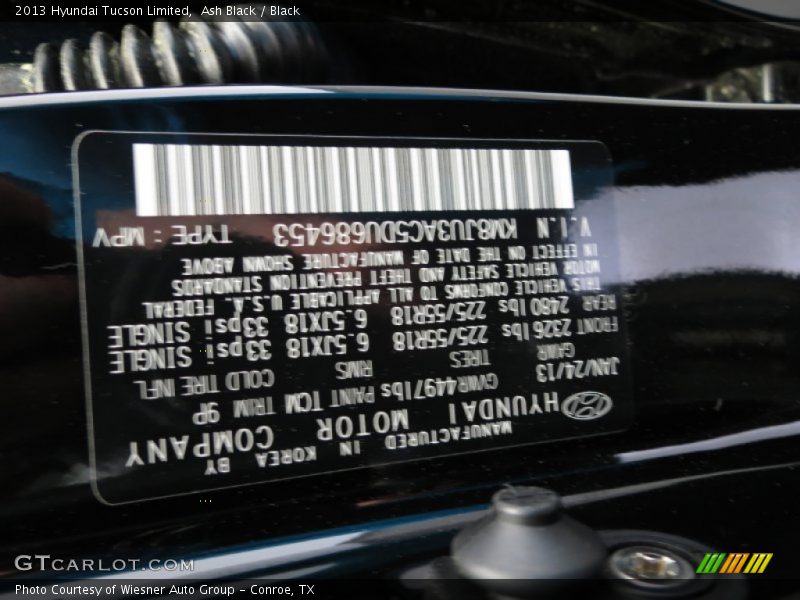 2013 Hyundai Tucson Limited,  Ash Black / Black
MANUFACTURED IN KOREA BY
HYUNDAI MOTOR COMPANY
JAN/24/13 GVWR 4497lbs PAINT TCM TRIM 9P
GAWR TIRES RIMS COLD TIRE INFL
FRONT 2326 lbs 225/55R18 6.5JX18 33psi SINGLE
REAR 2480 lbs 225/55R18 6.5JX18 33psi SINGLE
THIS VEHICLE CONFORMS TO ALL APPLICABLE U.S.A. FEDERAL
MOTOR VEHICLE SAFETY AND THEFT PREVENTION STANDARDS
IN EFFECT ON THE DATE OF MANUFACTURE SHOWN ABOVE
V.I.N KM8JU3AC5DU686453 TYPE : MPV
GTCARLOT.COM
Photo Courtesy of Wiesner Auto Group - Conroe, TX